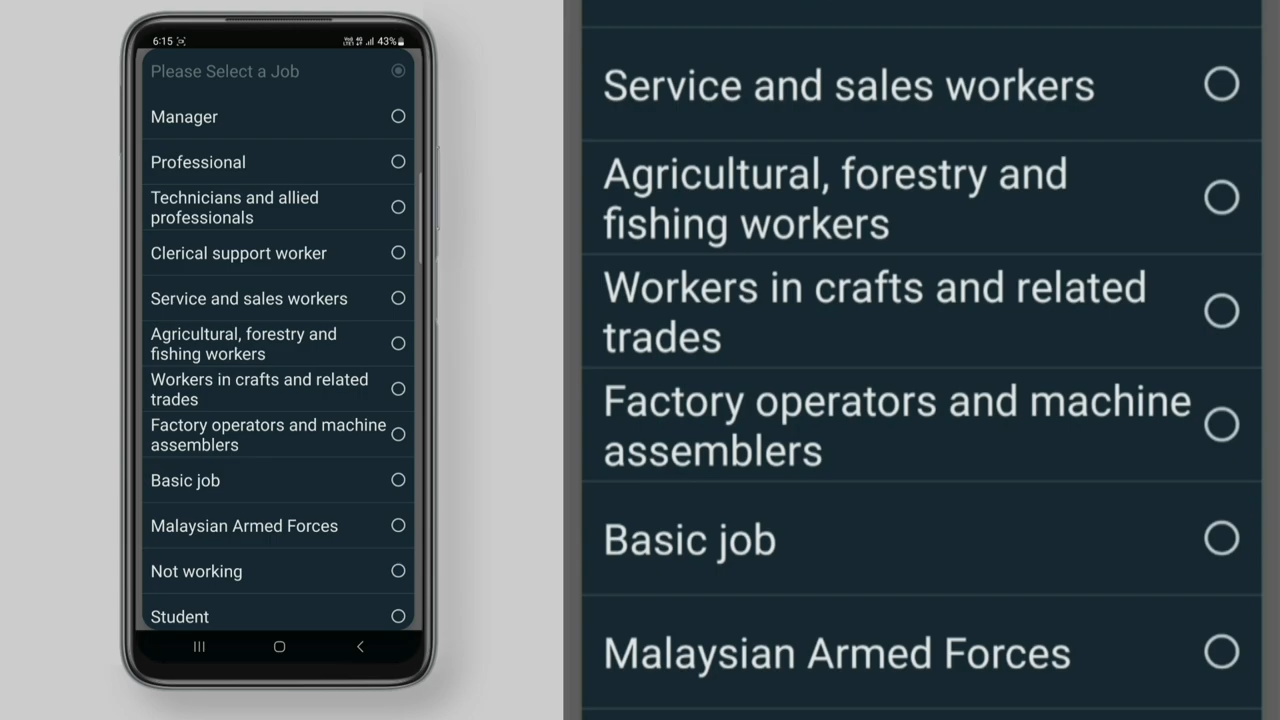 6:15
43%
Please Select a Job
Manager
Professional
Technicians and allied
professionals
Clerical support worker
Service and sales workers
Agricultural, forestry and
fishing workers
Workers in crafts and related
trades
Factory operators and machine
assemblers
Basic job
Malaysian Armed Forces
Not working
Student
Service and sales workers
Agricultural, forestry and
fishing workers
Workers in crafts and related
trades
Factory operators and machine
assemblers
Basic job
Malaysian Armed Forces